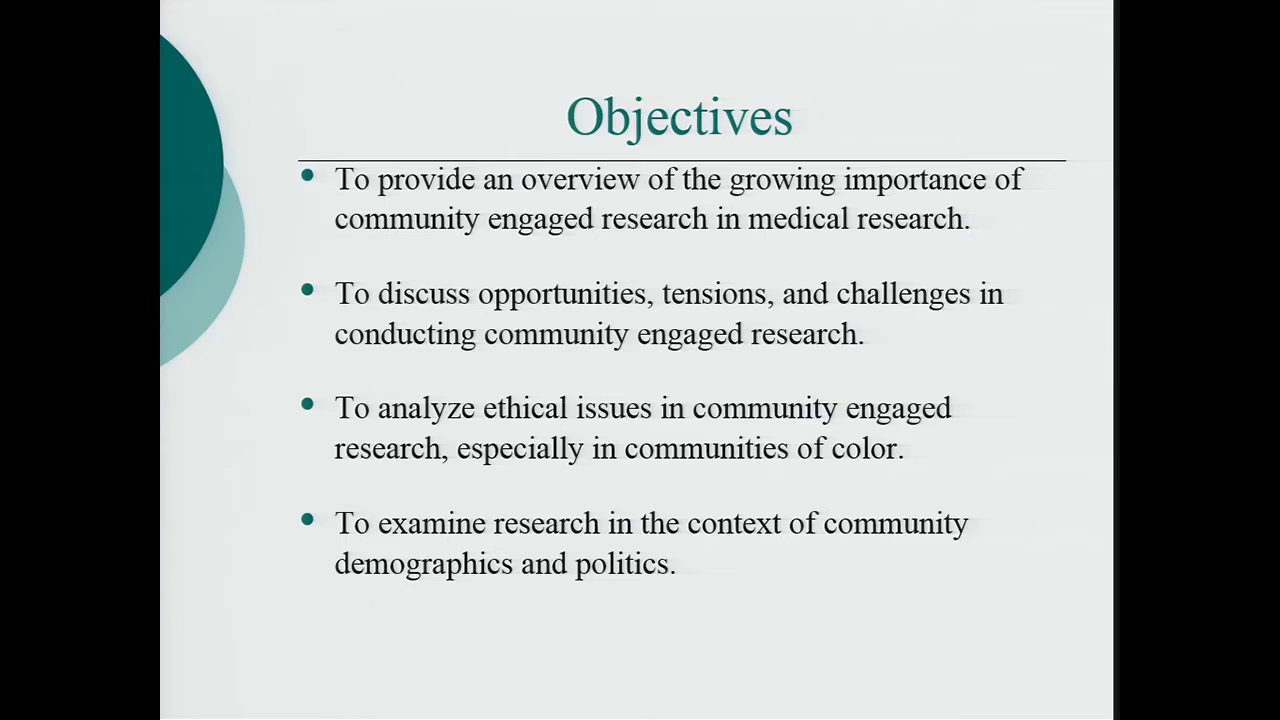 Objectives
• To provide an overview of the growing importance of
community engaged research in medical research.
• To discuss opportunities, tensions, and challenges in
conducting community engaged research.
• To analyze ethical issues in community engaged
research, especially in communities of color.
• To examine research in the context of community
demographics and politics.